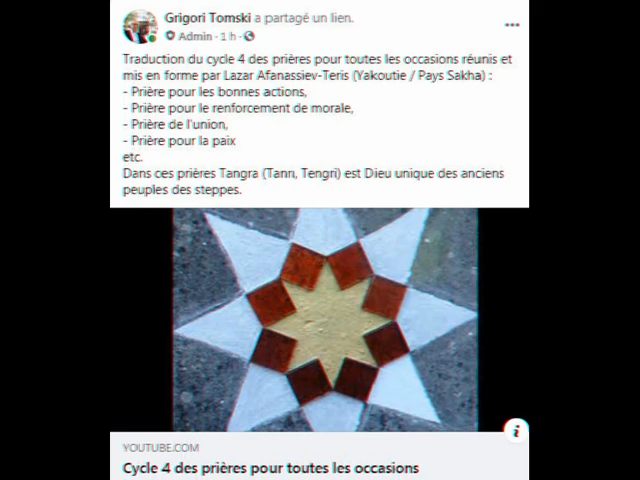 Grigori Tomski a partagé un lien.
Admin · 1 h ·
Traduction du cycle 4 des prières pour toutes les occasions réunis et
mis en forme par Lazar Afanassiev-Teris (Yakoutie / Pays Sakha) :
- Prière pour les bonnes actions,
- Prière pour le renforcement de morale,
- Prière de l'union,
- Prière pour la paix
etc.
Dans ces prières Tangra (Tanrı, Tengri) est Dieu unique des anciens
peuples des steppes.
YOUTUBE.COM
Cycle 4 des prières pour toutes les occasions